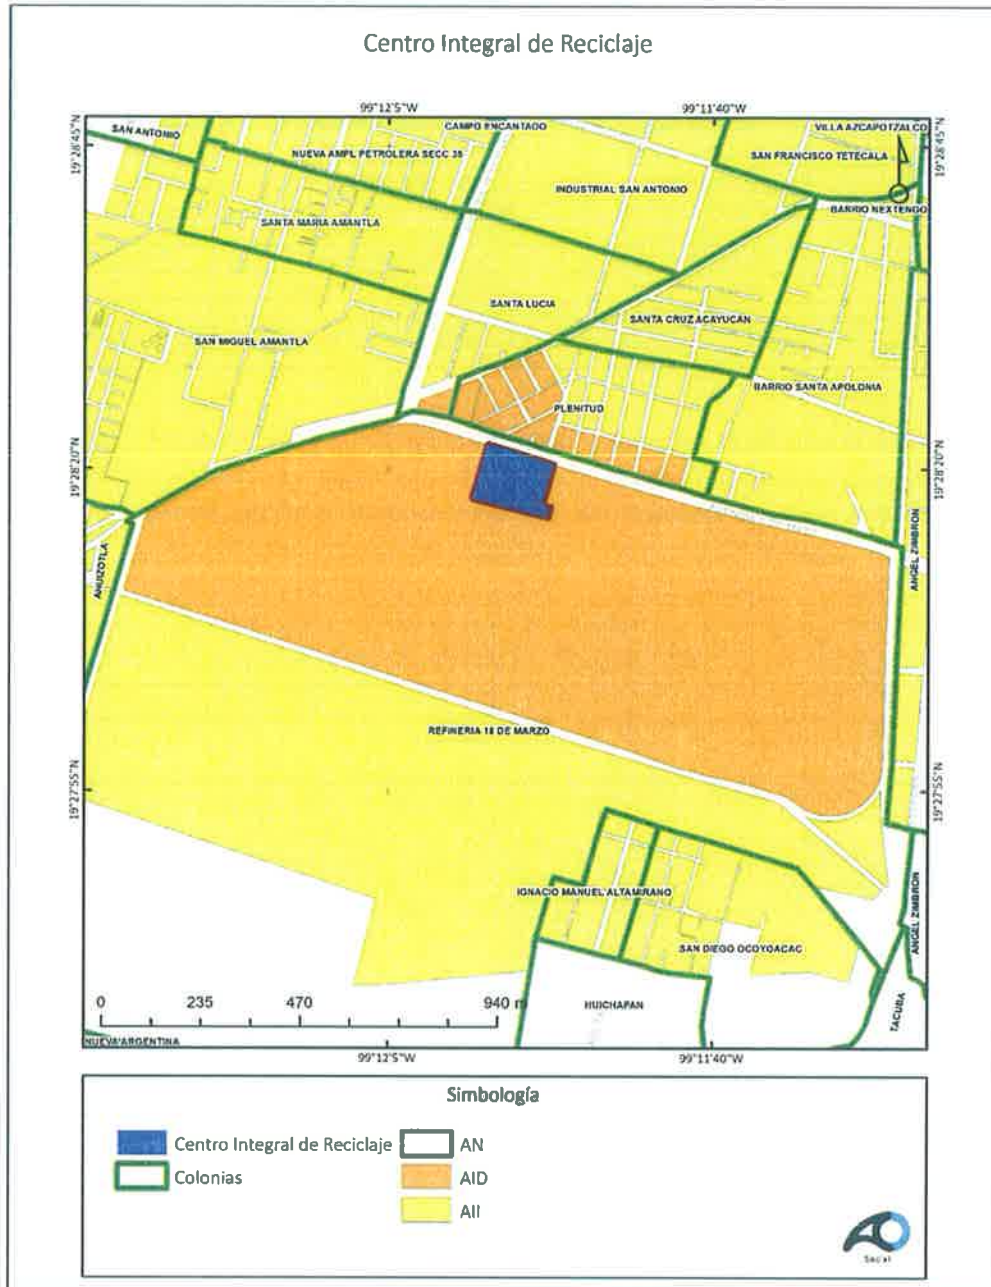 Centro Integral de Reciclaje
99°12'5"W
99°11'40"W
19°28'45"N
19°28'45"N
SAN ANTONIO
CAMPO ENCANTADO
VILLA AZCAPOTZALCO
NUEVA AMPL PETROLERA SECC 35
SAN FRANCISCO TETECALA
INDUSTRIAL SAN ANTONIO
BARRIO NEXTENGO
SANTA MARIA AMANTLA
SANTA LUCIA
SANTA CRUZ ACAYUCAN
SAN MIGUEL AMANTLA
BARRIO SANTA APOLONIA
PLENITUD
19°28'20"N
19°28'20"N
AHUIZOTLA
ANGEL ZIMBRON
REFINERIA 18 DE MARZO
19°27'55"N
19°27'55"N
IGNACIO MANUEL ALTAMIRANO
ANGEL ZIMBRON
SAN DIEGO OCOYOACAC
0 235 470 940 m
HUICHAPAN
TACUBA
NUEVA ARGENTINA
99°12'5"W
99°11'40"W
Simbología
Centro Integral de Reciclaje
AN
Colonias
AID
AII
Social